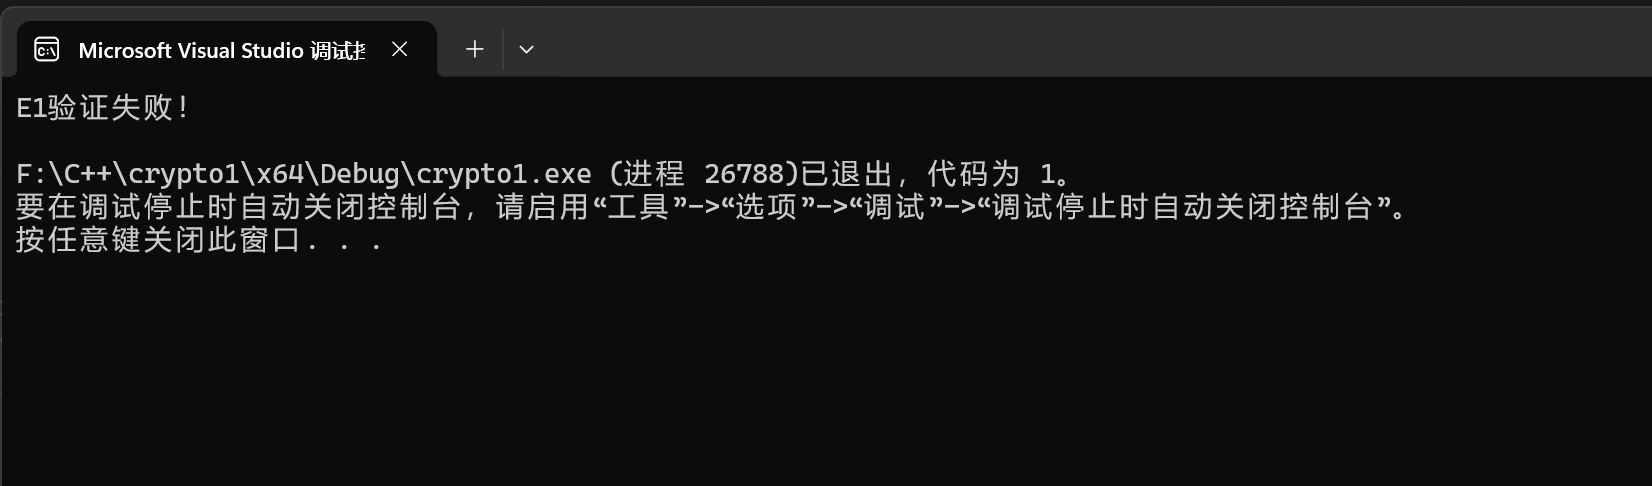 Microsoft Visual Studio 调试
E1验证失败!
F:\C++\crypto1\x64\Debug\crypto1.exe (进程 26788)已退出,代码为 1。
要在调试停止时自动关闭控制台,请启用“工具”->“选项”->“调试”->“调试停止时自动关闭控制台”。
按任意键关闭此窗口. . .